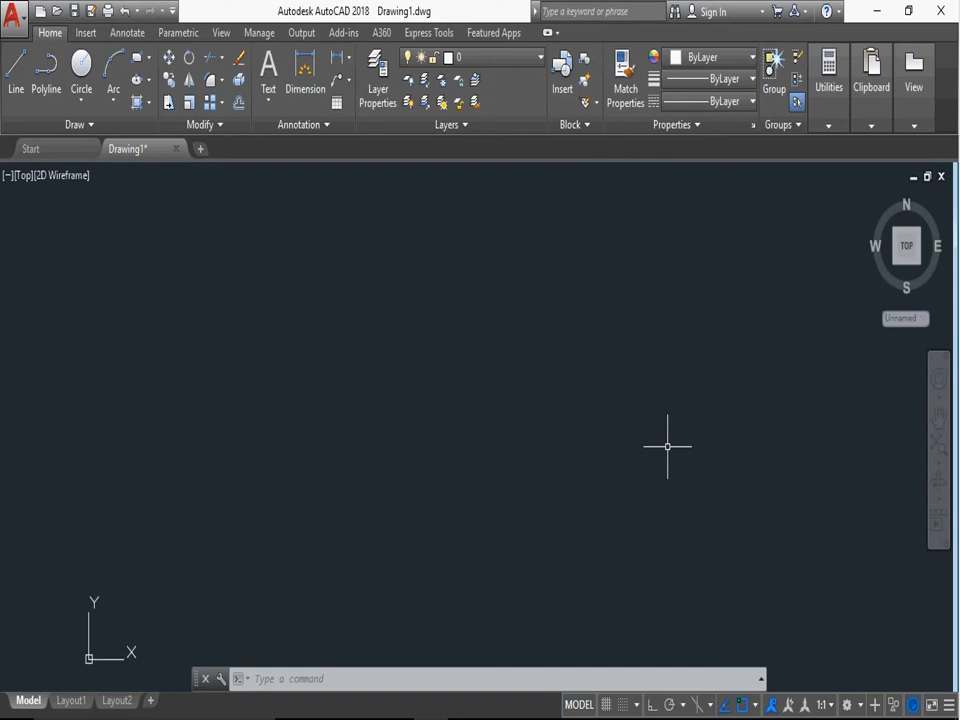 A Autodesk AutoCAD 2018 Drawing1.dwg Type a keyword or phrase Sign In
Home Insert Annotate Parametric View Manage Output Add-ins A360 Express Tools Featured Apps
0 ByLayer
ByLayer
ByLayer
Line Polyline Circle Arc Text Dimension Layer Properties Insert Match Properties Group Utilities Clipboard View
Draw Modify Annotation Layers Block Properties Groups
Start Drawing1*
[−][Top][2D Wireframe]
N
W TOP E
S
Unnamed
Y
X
Type a command
Model Layout1 Layout2 MODEL 1:1